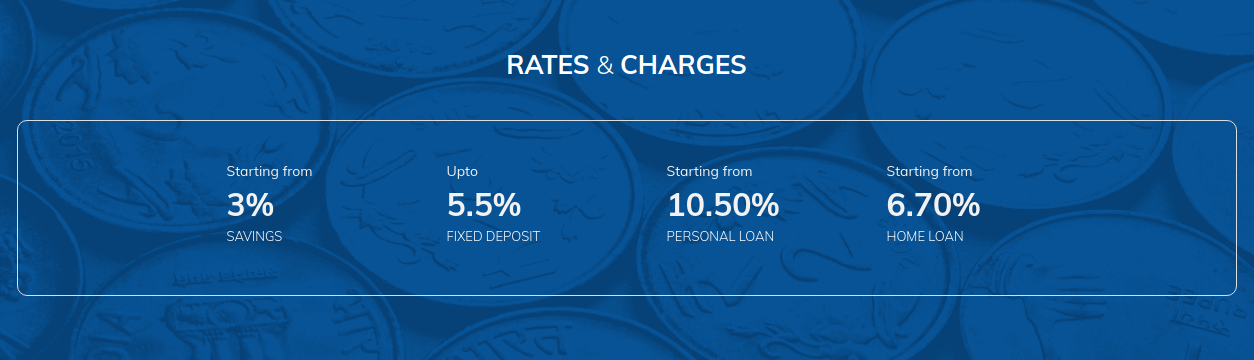 RATES & CHARGES
Starting from
3%
SAVINGS
Upto
5.5%
FIXED DEPOSIT
Starting from
10.50%
PERSONAL LOAN
Starting from
6.70%
HOME LOAN